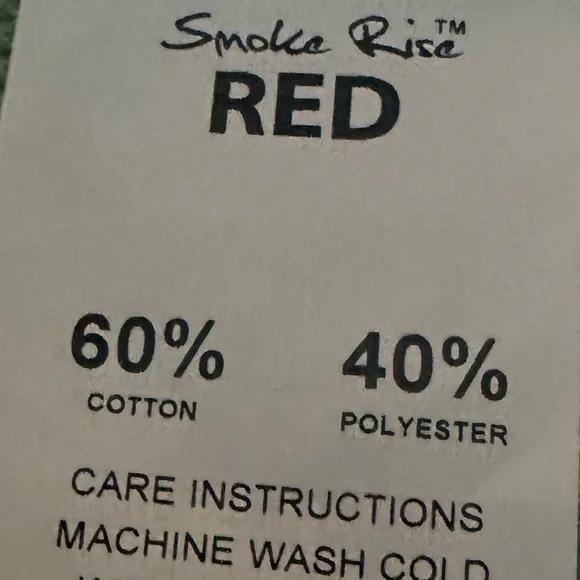 Smoke Rise™
RED
60% 40%
COTTON POLYESTER
CARE INSTRUCTIONS
MACHINE WASH COLD